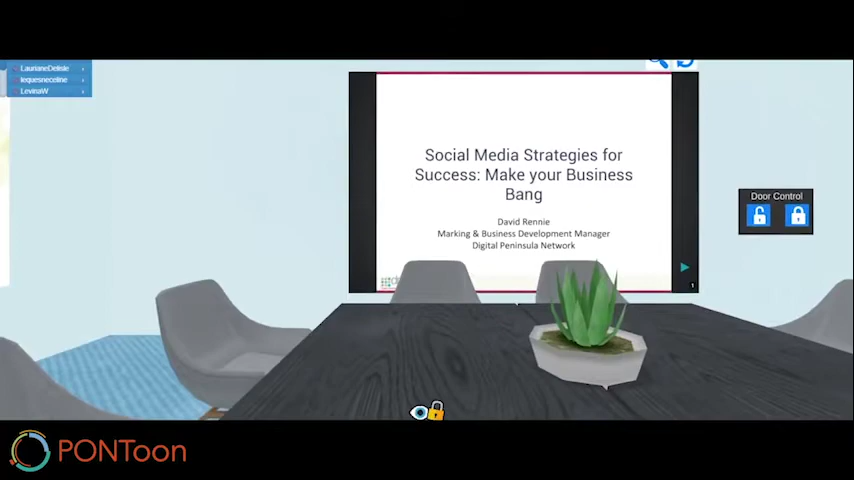 LaurianeDelisle
lequesneceline
LevinaW
Social Media Strategies for
Success: Make your Business
Bang
David Rennie
Marking & Business Development Manager
Digital Peninsula Network
1
Door Control
PONToon